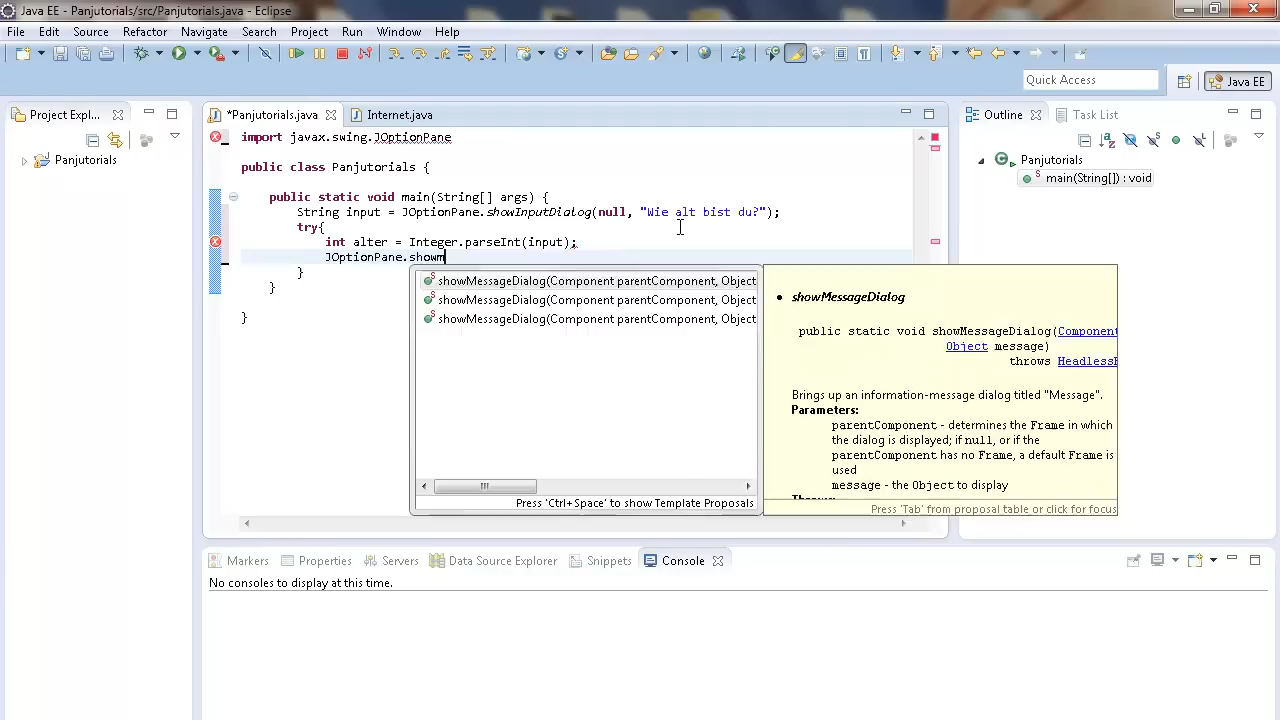 Java EE - Panjutorials/src/Panjutorials.java - Eclipse
File Edit Source Refactor Navigate Search Project Run Window Help
Quick Access
Java EE
Project Expl...
*Panjutorials.java
Internet.java
Outline
Task List
Panjutorials
import javax.swing.JOptionPane
public class Panjutorials {
public static void main(String[] args) {
String input = JOptionPane.showInputDialog(null, "Wie alt bist du?");
try{
int alter = Integer.parseInt(input);
JOptionPane.showm
}
}
}
Panjutorials
main(String[]) : void
showMessageDialog(Component parentComponent, Object
showMessageDialog(Component parentComponent, Object
showMessageDialog(Component parentComponent, Object
Press 'Ctrl+Space' to show Template Proposals
showMessageDialog
public static void showMessageDialog(Component
Object message)
throws
Brings up an information-message dialog titled "Message".
Parameters:
parentComponent - determines the Frame in which
the dialog is displayed; if null, or if the
parentComponent has no Frame, a default Frame is
used
message - the Object to display
Press 'Tab' from proposal table or click for focus
Markers Properties Servers Data Source Explorer Snippets Console
No consoles to display at this time.